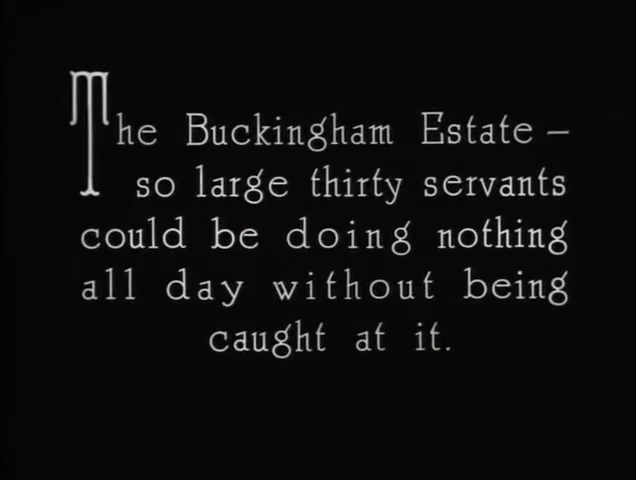 The Buckingham Estate –
so large thirty servants
could be doing nothing
all day without being
caught at it.